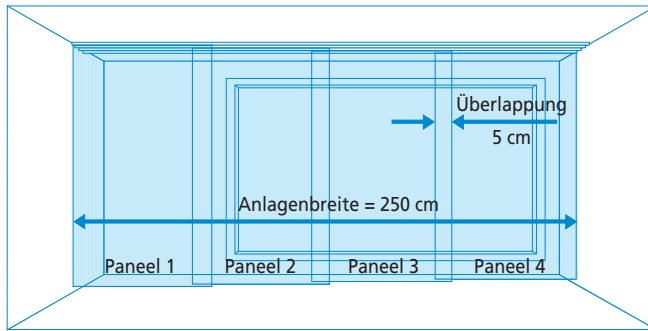 Überlappung
5 cm
Anlagenbreite = 250 cm
Paneel 1 Paneel 2 Paneel 3 Paneel 4